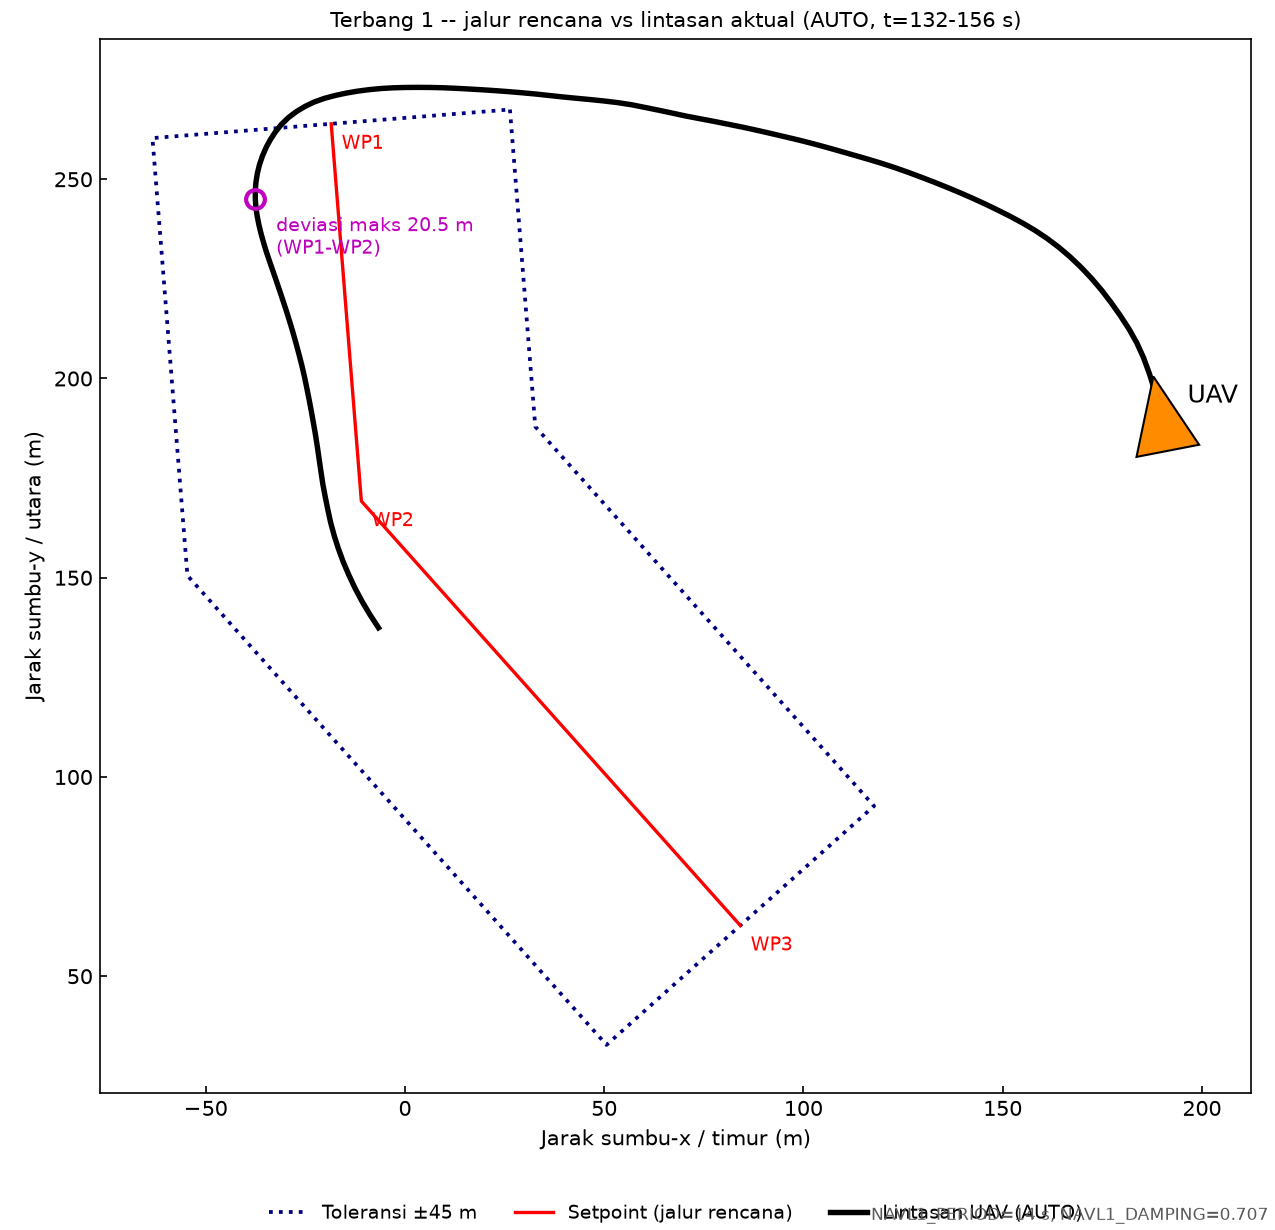 Terbang 1 -- jalur rencana vs lintasan aktual (AUTO, t=132-156 s)
WP1
deviasi maks 20.5 m
(WP1-WP2)
UAV
WP2
WP3
250
200
150
100
50
Jarak sumbu-y / utara (m)
−50
0
50
100
150
200
Jarak sumbu-x / timur (m)
Toleransi ±45 m
Setpoint (jalur rencana)
Lintasan UAV (AUTO)
NAVL1_DAMPING=0.707